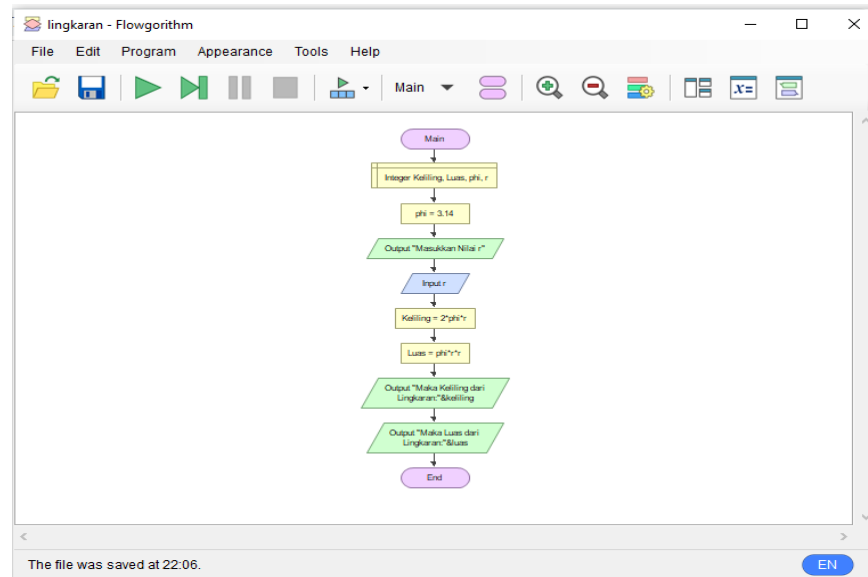 lingkaran - Flowgorithm
File Edit Program Appearance Tools Help
Main
x=
Main
Integer Keliling, Luas, phi, r
phi = 3.14
Output "Masukkan Nilai r"
Input r
Keliling = 2*phi*r
Luas = phi*r*r
Output "Maka Keliling dari
Lingkaran:"&keliling
Output "Maka Luas dari
Lingkaran:"&luas
End
The file was saved at 22:06.
EN